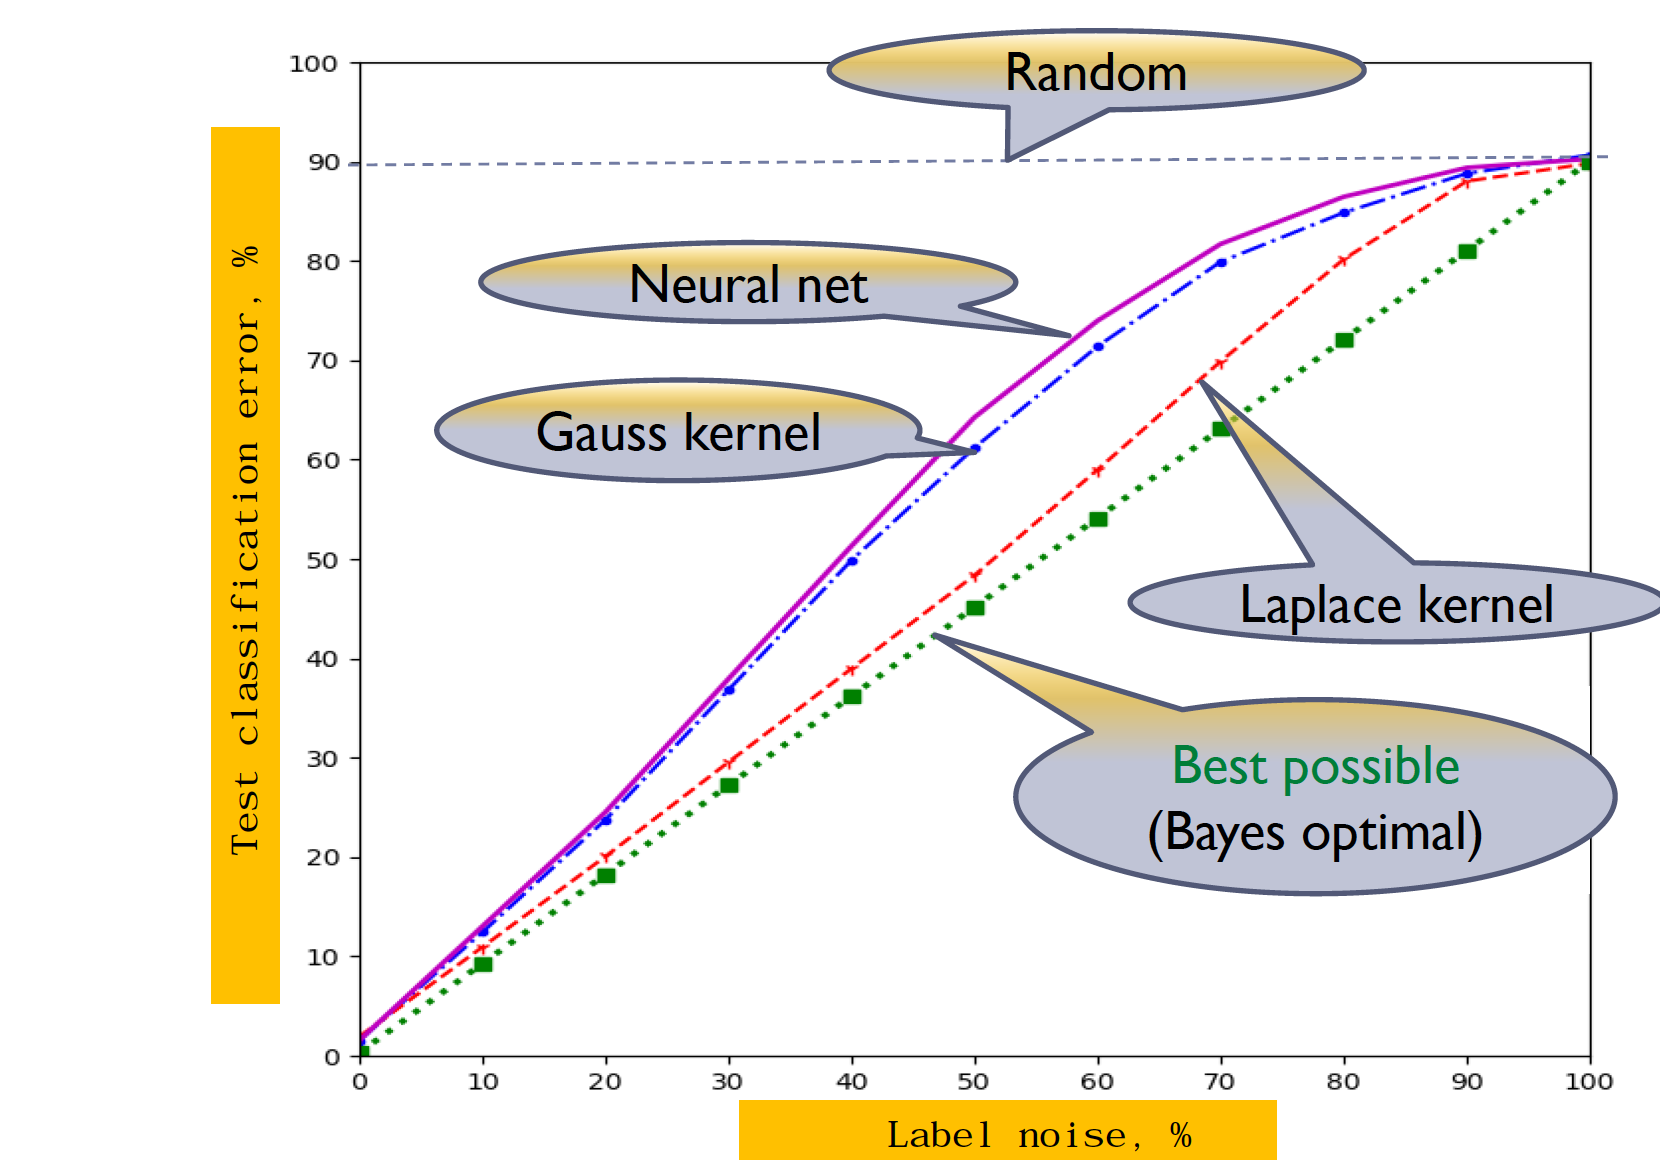 100
Random
90
80
Neural net
70
Gauss kernel
60
50
Laplace kernel
40
30
Best possible
(Bayes optimal)
20
10
0
Test classification error, %
0 10 20 30 40 50 60 70 80 90 100
Label noise, %